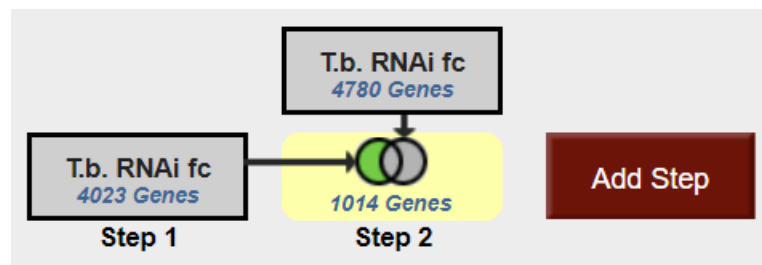 T.b. RNAi fc
4780 Genes
T.b. RNAi fc
4023 Genes
1014 Genes
Add Step
Step 1
Step 2